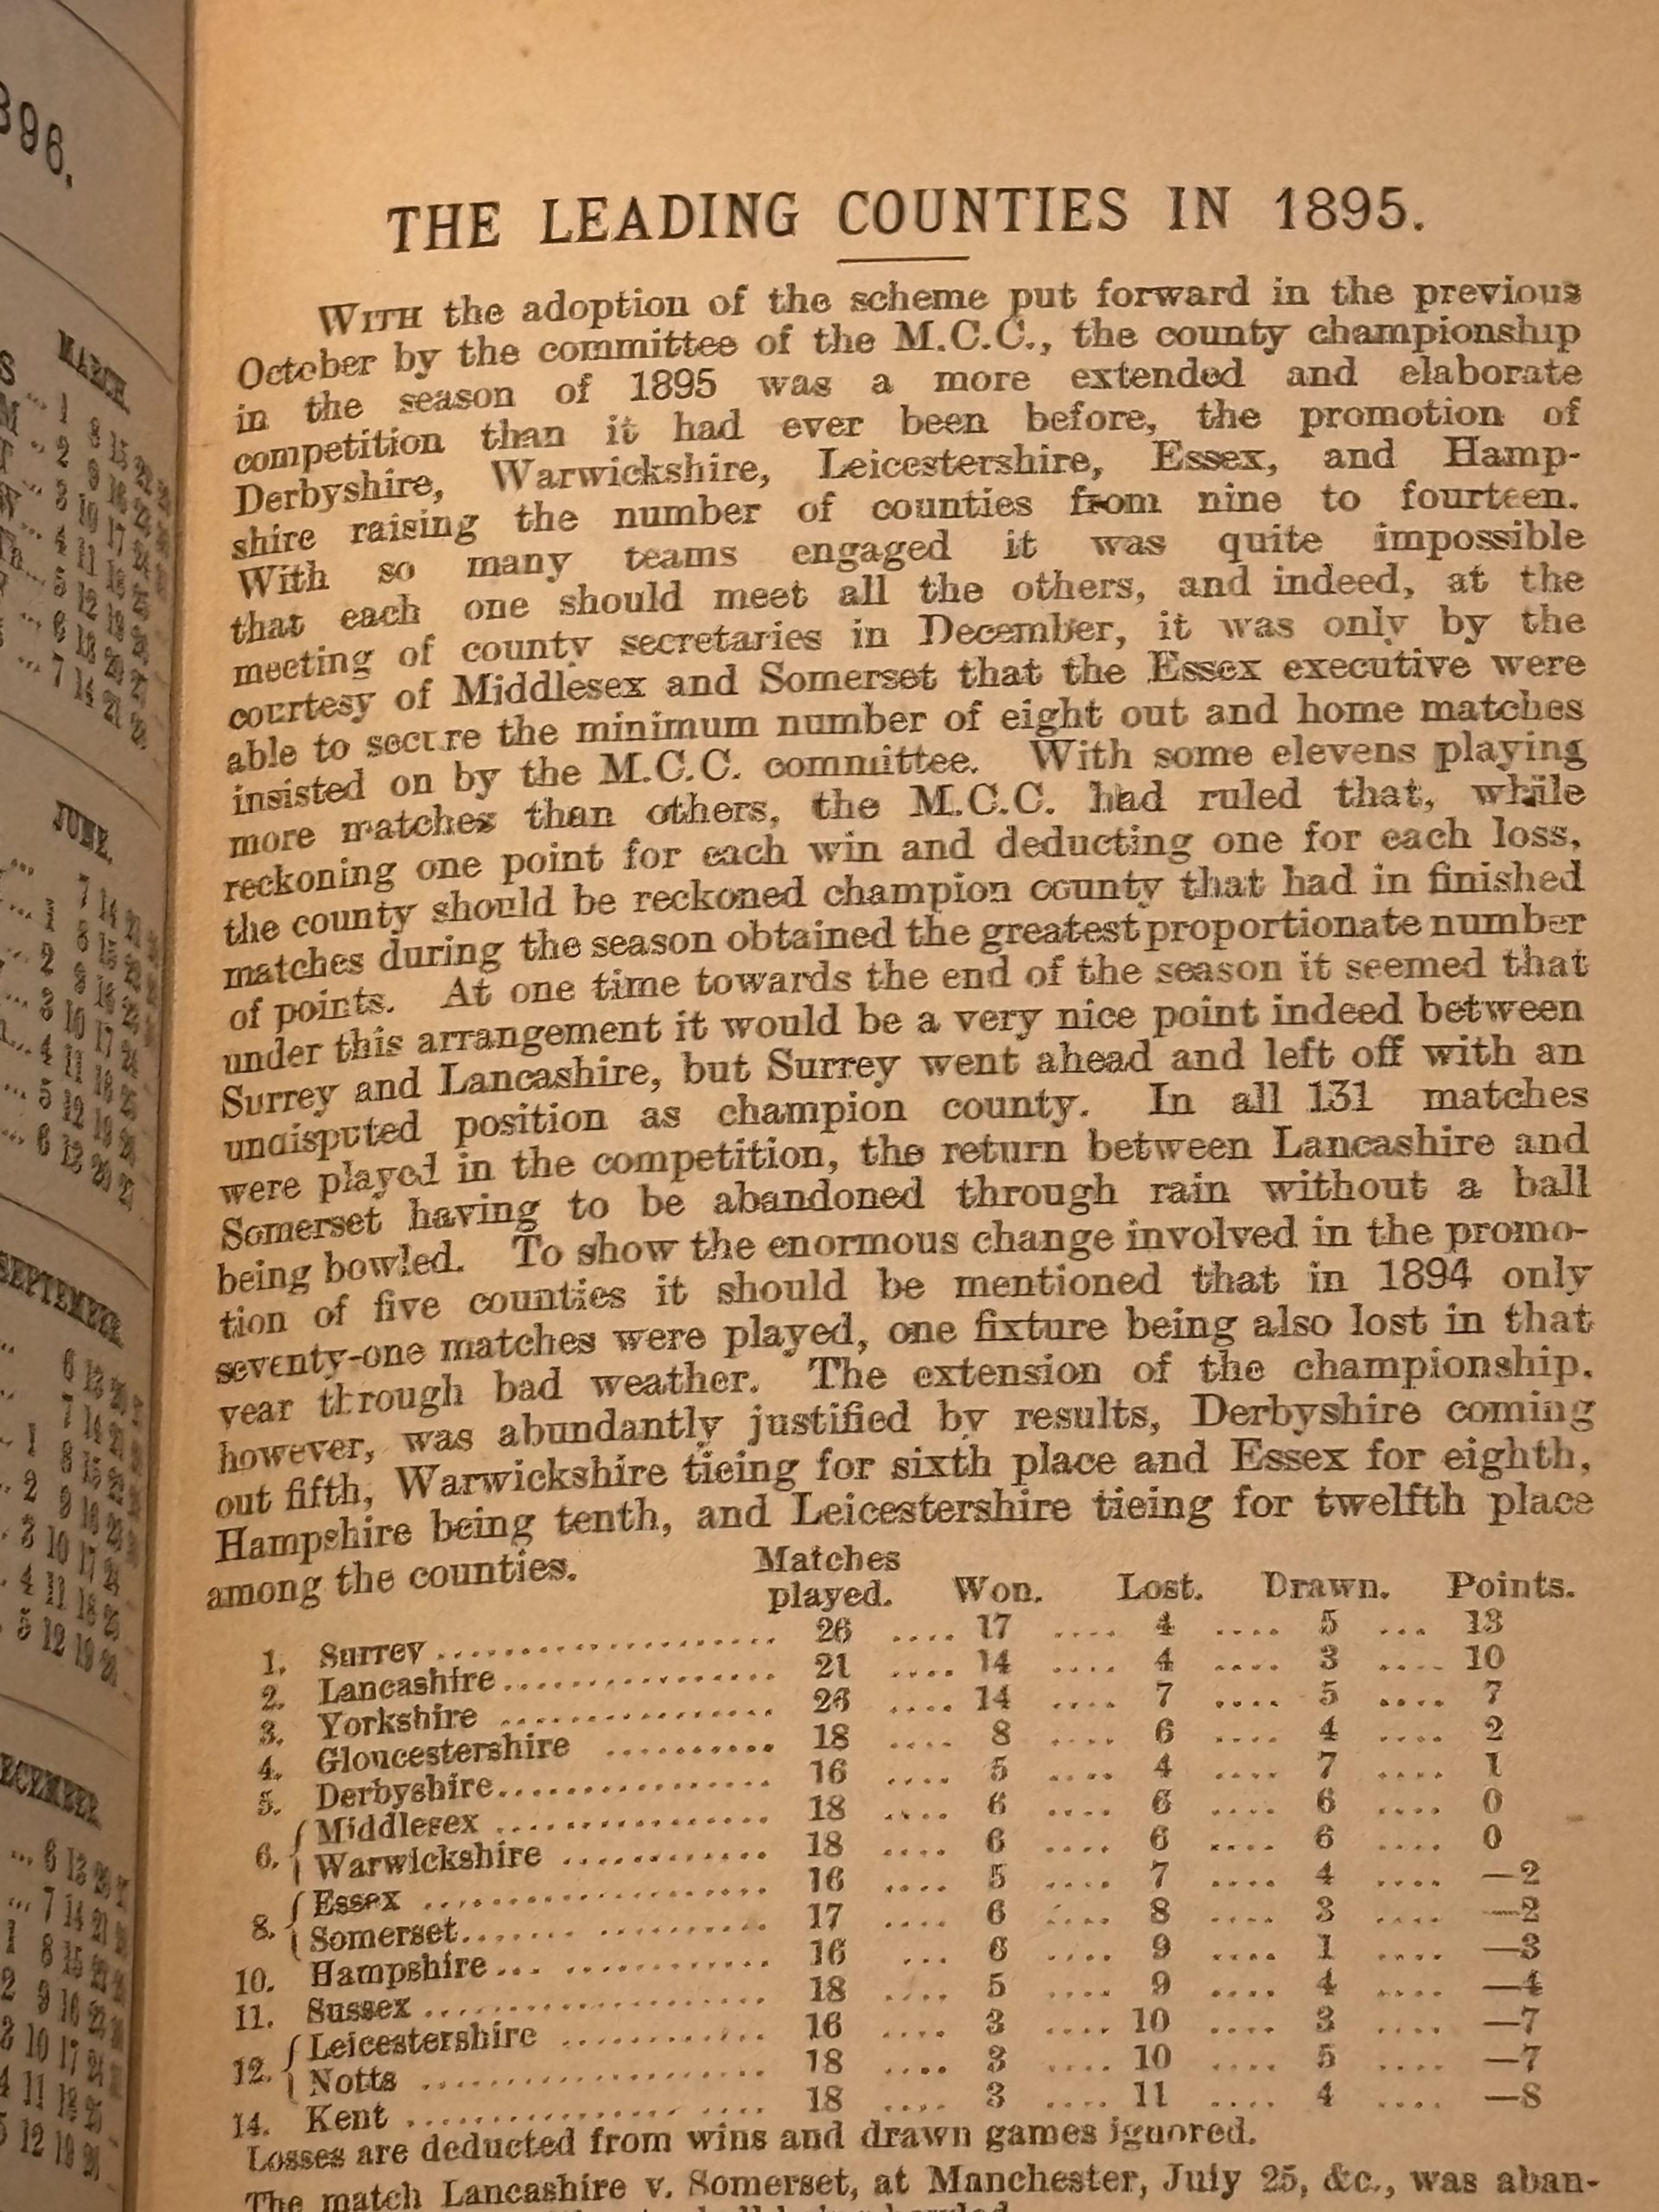 THE LEADING COUNTIES IN 1895.
WITH the adoption of the scheme put forward in the previous
October by the committee of the M.C.C., the county championship
in the season of 1895 was a more extended and elaborate
competition than it had ever been before, the promotion of
Derbyshire, Warwickshire, Leicestershire, Essex, and Hamp-
shire raising the number of counties from nine to fourteen.
With so many teams engaged it was quite impossible
that each one should meet all the others, and indeed, at the
meeting of county secretaries in December, it was only by the
courtesy of Middlesex and Somerset that the Essex executive were
able to secure the minimum number of eight out and home matches
insisted on by the M.C.C. committee. With some elevens playing
more matches than others, the M.C.C. had ruled that, while
reckoning one point for each win and deducting one for each loss,
the county should be reckoned champion county that had in finished
matches during the season obtained the greatest proportionate number
of points. At one time towards the end of the season it seemed that
under this arrangement it would be a very nice point indeed between
Surrey and Lancashire, but Surrey went ahead and left off with an
undisputed position as champion county. In all 131 matches
were played in the competition, the return between Lancashire and
Somerset having to be abandoned through rain without a ball
being bowled. To show the enormous change involved in the promo-
tion of five counties it should be mentioned that in 1894 only
seventy-one matches were played, one fixture being also lost in that
year through bad weather. The extension of the championship,
however, was abundantly justified by results, Derbyshire coming
out fifth, Warwickshire tieing for sixth place and Essex for eighth,
Hampshire being tenth, and Leicestershire tieing for twelfth place
among the counties.
Matches played. Won. Lost. Drawn. Points.
1. Surrey .................... 26 .... 17 .... 4 .... 5 ... 13
2. Lancashire ................ 21 .... 14 .... 4 .... 3 .... 10
3. Yorkshire ................ 26 .... 14 .... 7 .... 5 .... 7
4. Gloucestershire .......... 18 .... 8 .... 6 .... 4 .... 2
5. Derbyshire ................ 16 .... 5 .... 4 .... 7 .... 1
6. { Middlesex ................ 18 .... 6 .... 6 .... 6 .... 0
{ Warwickshire ............ 18 .... 6 .... 6 .... 6 .... 0
8. { Essex .................... 16 .... 5 .... 7 .... 4 .... —2
{ Somerset ....... .......... 17 .... 6 .... 8 .... 3 .... —2
10. Hampshire ... ............ 16 ... 6 .... 9 .... 1 .... —3
11. Sussex .................... 18 .... 5 .... 9 .... 4 .... —4
12. { Leicestershire ............ 16 .... 3 .... 10 .... 3 .... —7
{ Notts .................... 18 .... 3 .... 10 .... 5 .... —7
14. Kent ................ .... 18 .... 3 .... 11 .... 4 .... —8
Losses are deducted from wins and drawn games ignored.
The match Lancashire v. Somerset, at Manchester, July 25, &c., was aban-